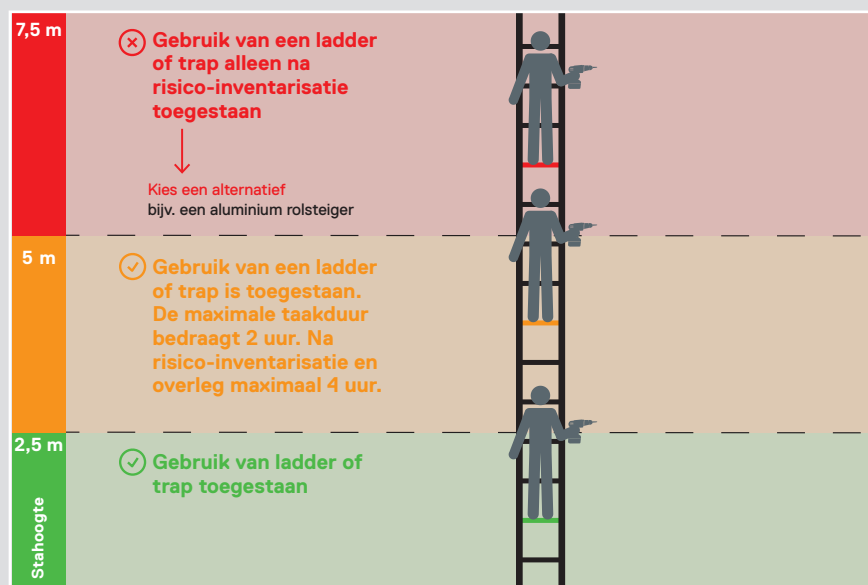 7,5 m
Gebruik van een ladder
of trap alleen na
risico-inventarisatie
toegestaan
Kies een alternatief
bijv. een aluminium rolsteiger
5 m
Gebruik van een ladder
of trap is toegestaan.
De maximale taakduur
bedraagt 2 uur. Na
risico-inventarisatie en
overleg maximaal 4 uur.
2,5 m
Gebruik van ladder of
trap toegestaan
Stahoogte